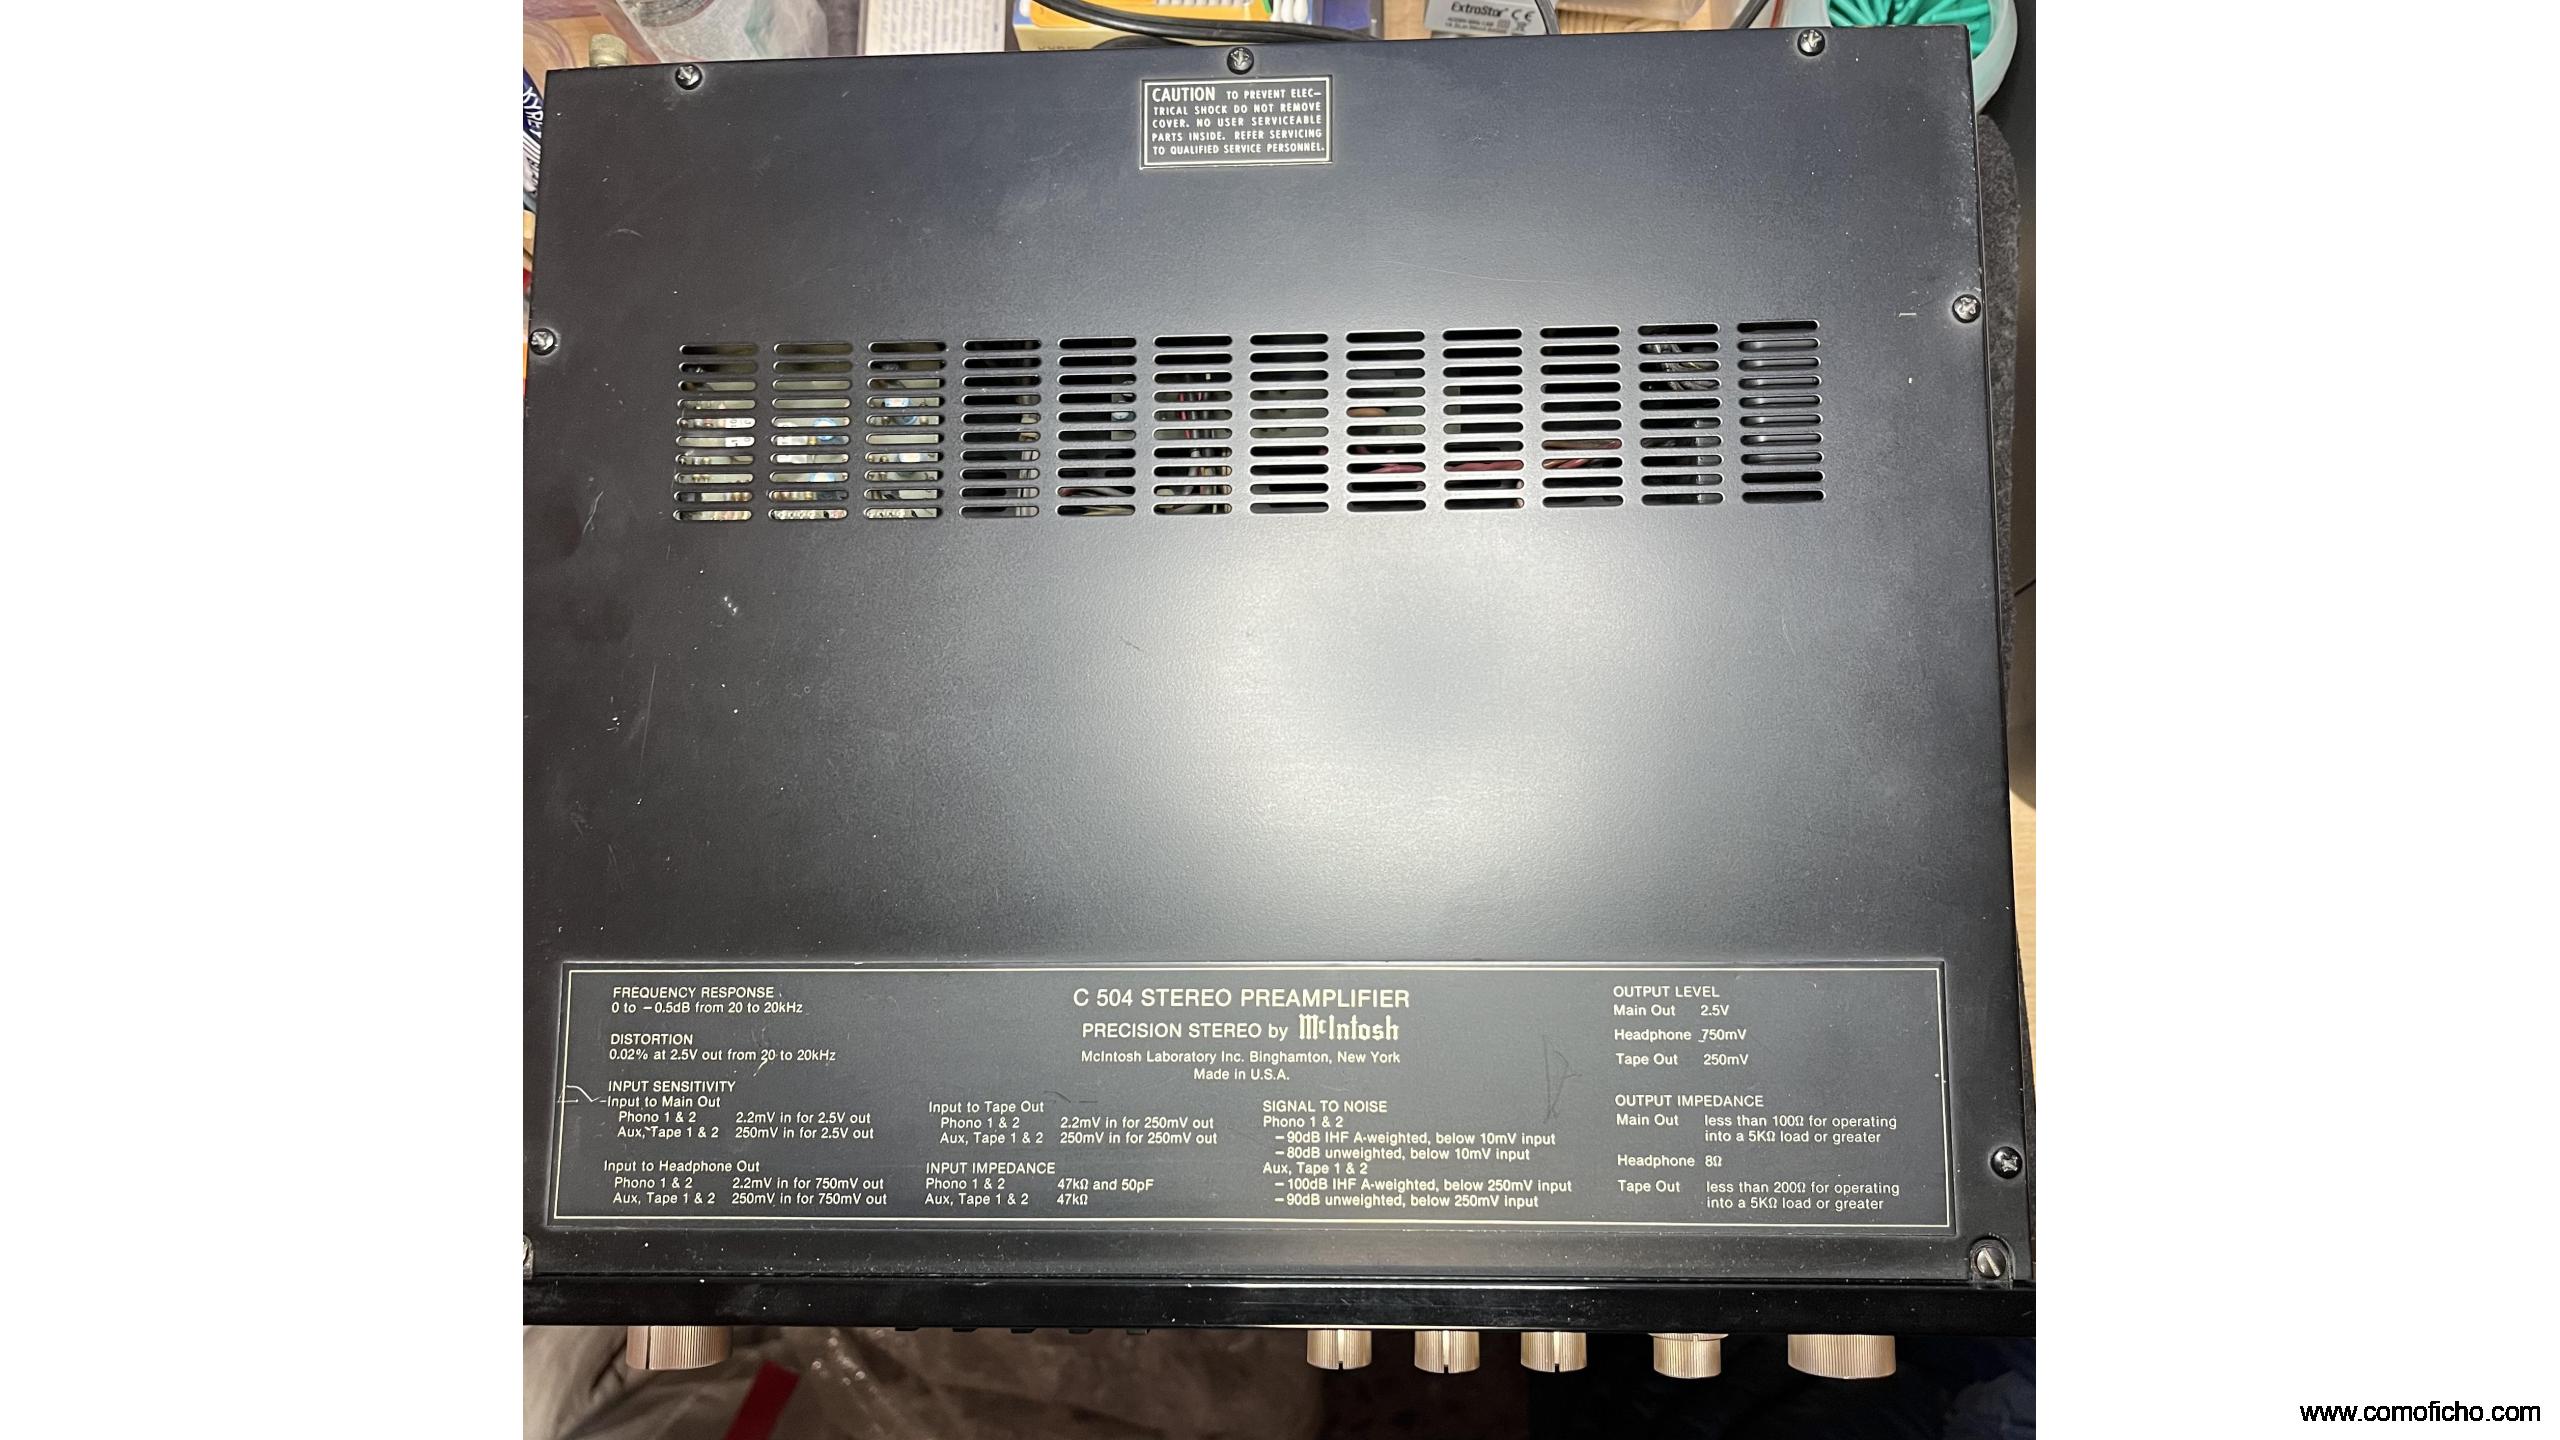 ExtroStar CE
CAUTION TO PREVENT ELEC-
TRICAL SHOCK DO NOT REMOVE
COVER. NO USER SERVICEABLE
PARTS INSIDE. REFER SERVICING
TO QUALIFIED SERVICE PERSONNEL.
FREQUENCY RESPONSE
0 to -0.5dB from 20 to 20kHz
DISTORTION
0.02% at 2.5V out from 20 to 20kHz
INPUT SENSITIVITY
Input to Main Out
Phono 1 & 2 2.2mV in for 2.5V out
Aux, Tape 1 & 2 250mV in for 2.5V out
Input to Headphone Out
Phono 1 & 2 2.2mV in for 750mV out
Aux, Tape 1 & 2 250mV in for 750mV out
C 504 STEREO PREAMPLIFIER
PRECISION STEREO by McIntosh
McIntosh Laboratory Inc. Binghamton, New York
Made in U.S.A.
Input to Tape Out
Phono 1 & 2 2.2mV in for 250mV out
Aux, Tape 1 & 2 250mV in for 250mV out
INPUT IMPEDANCE
Phono 1 & 2 47kΩ and 50pF
Aux, Tape 1 & 2 47kΩ
SIGNAL TO NOISE
Phono 1 & 2
-90dB IHF A-weighted, below 10mV input
-80dB unweighted, below 10mV input
Aux, Tape 1 & 2
-100dB IHF A-weighted, below 250mV input
-90dB unweighted, below 250mV input
OUTPUT LEVEL
Main Out 2.5V
Headphone 750mV
Tape Out 250mV
OUTPUT IMPEDANCE
Main Out less than 100Ω for operating
into a 5KΩ load or greater
Headphone 8Ω
Tape Out less than 200Ω for operating
into a 5KΩ load or greater
www.comoficho.com